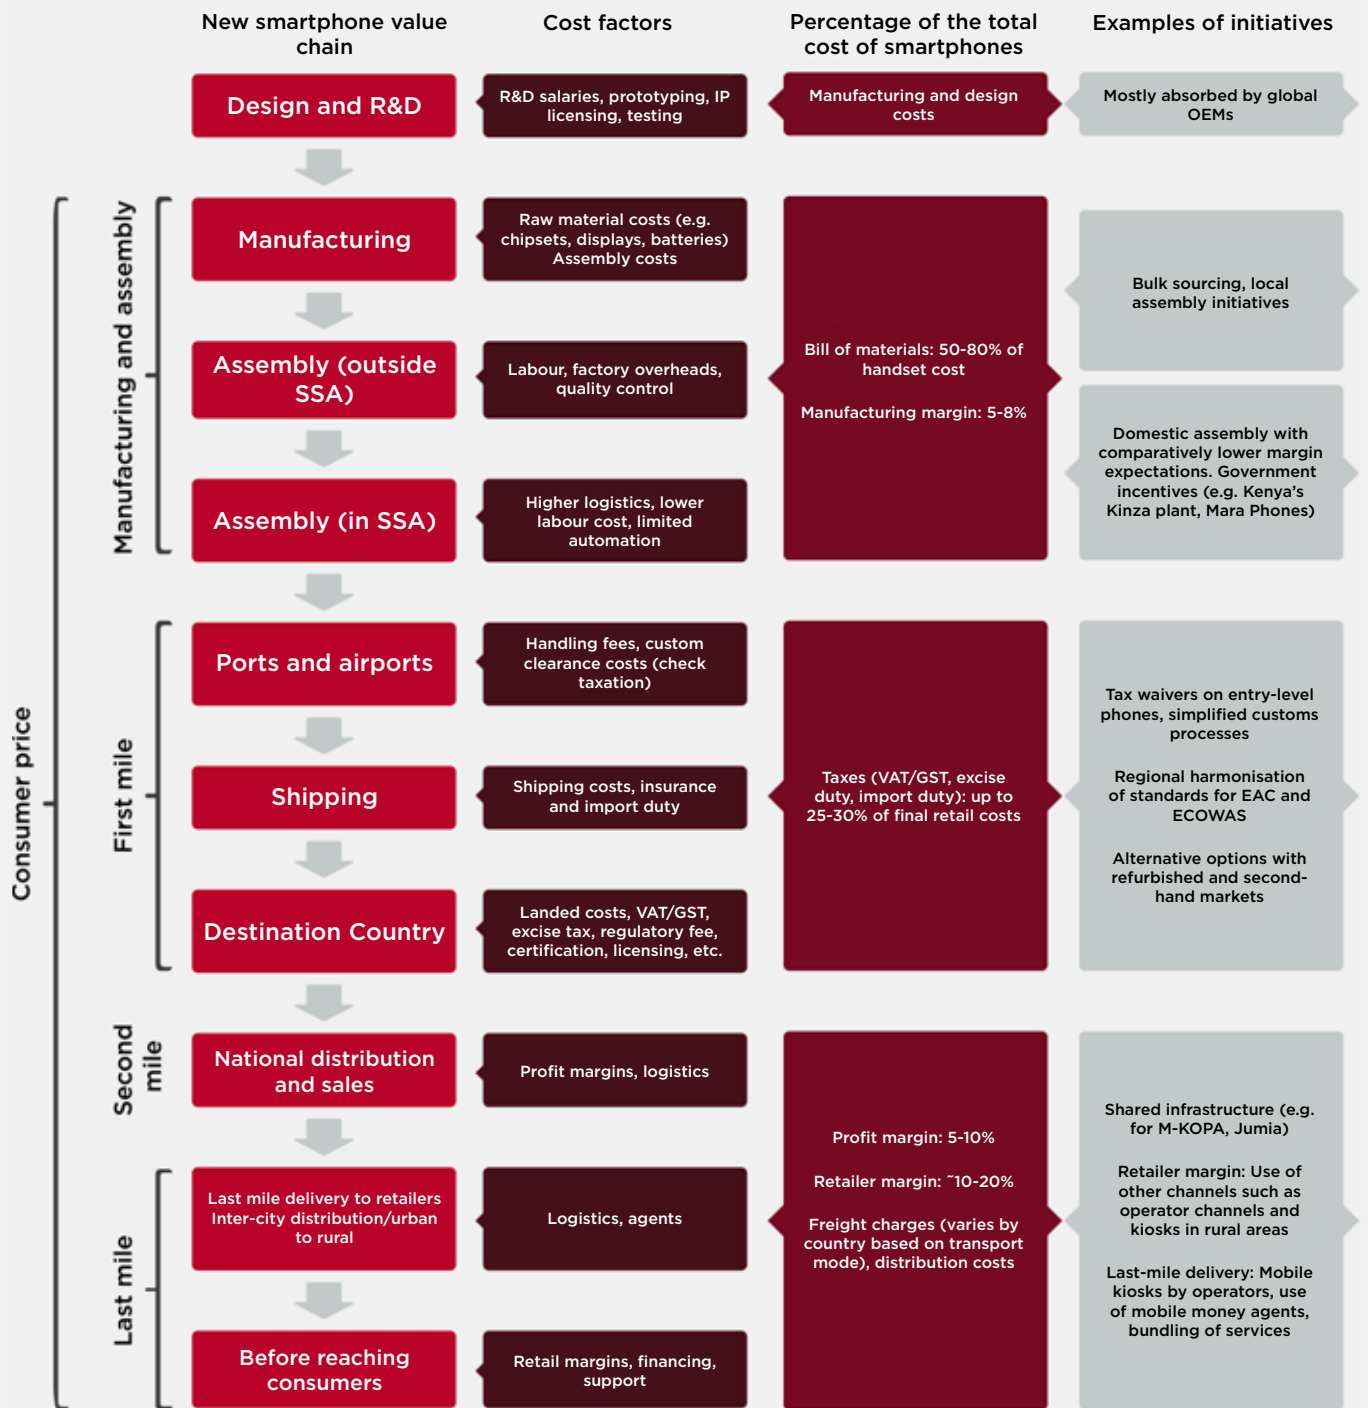 New smartphone value
chain
Cost factors
Percentage of the total
cost of smartphones
Examples of initiatives
Design and R&D
R&D salaries, prototyping, IP
licensing, testing
Manufacturing and design
costs
Mostly absorbed by global
OEMs
Consumer price
Manufacturing and assembly
Manufacturing
Raw material costs (e.g.
chipsets, displays, batteries)
Assembly costs
Bill of materials: 50-80% of
handset cost
Manufacturing margin: 5-8%
Bulk sourcing, local
assembly initiatives
Assembly (outside
SSA)
Labour, factory overheads,
quality control
Domestic assembly with
comparatively lower margin
expectations. Government
incentives (e.g. Kenya's
Kinza plant, Mara Phones)
Assembly (in SSA)
Higher logistics, lower
labour cost, limited
automation
First mile
Ports and airports
Handling fees, custom
clearance costs (check
taxation)
Taxes (VAT/GST, excise
duty, import duty): up to
25-30% of final retail costs
Tax waivers on entry-level
phones, simplified customs
processes
Regional harmonisation
of standards for EAC and
ECOWAS
Alternative options with
refurbished and second-
hand markets
Shipping
Shipping costs, insurance
and import duty
Destination Country
Landed costs, VAT/GST,
excise tax, regulatory fee,
certification, licensing, etc.
Second
mile
National distribution
and sales
Profit margins, logistics
Profit margin: 5-10%
Retailer margin: ~10-20%
Freight charges (varies by
country based on transport
mode), distribution costs
Shared infrastructure (e.g.
for M-KOPA, Jumia)
Retailer margin: Use of
other channels such as
operator channels and
kiosks in rural areas
Last-mile delivery: Mobile
kiosks by operators, use
of mobile money agents,
bundling of services
Last mile
Last mile delivery to retailers
Inter-city distribution/urban
to rural
Logistics, agents
Before reaching
consumers
Retail margins, financing,
support